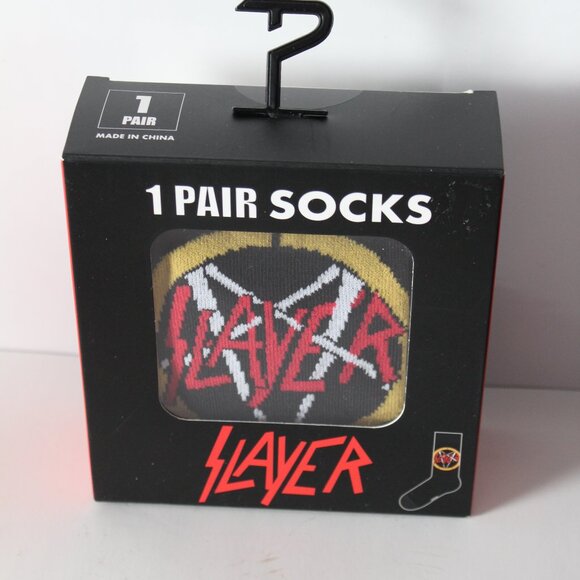 1
PAIR
MADE IN CHINA
1 PAIR SOCKS
SLAYER
SLAYER